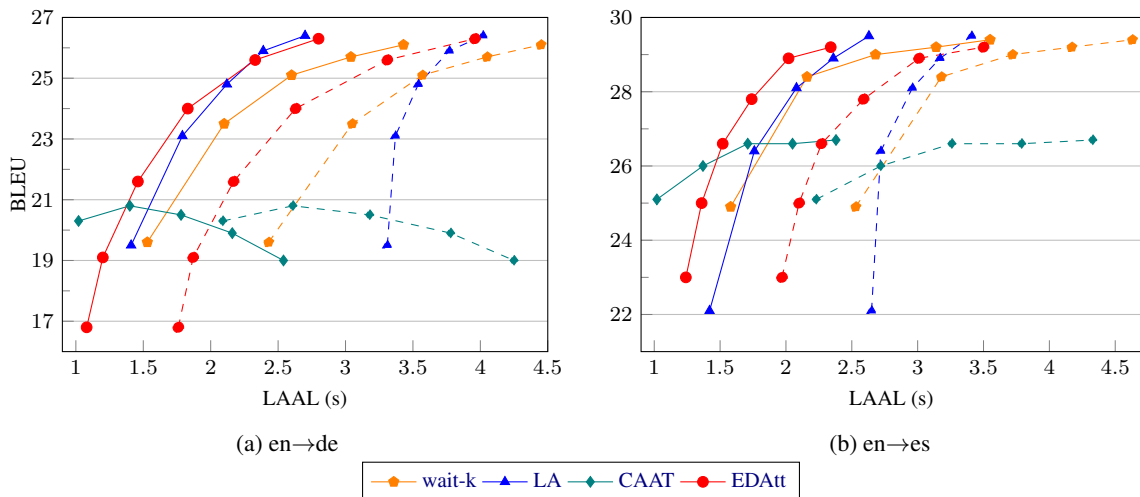 27
25
23
21
19
17
BLEU
1 1.5 2 2.5 3 3.5 4 4.5
LAAL (s)
(a) en→de
30
28
26
24
22
1 1.5 2 2.5 3 3.5 4 4.5
LAAL (s)
(b) en→es
wait-k LA CAAT EDAtt